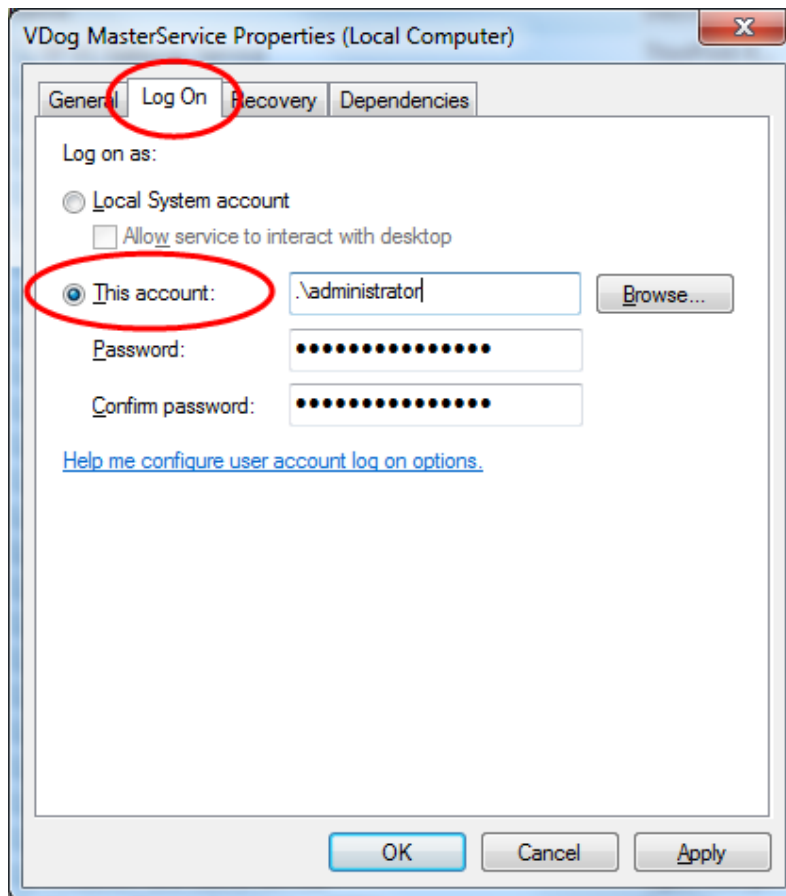 VDog MasterService Properties (Local Computer)
General Log On Recovery Dependencies
Log on as:
Local System account
Allow service to interact with desktop
This account: .\administrator Browse...
Password: •••••••••••••••
Confirm password: •••••••••••••••
Help me configure user account log on options.
OK Cancel Apply